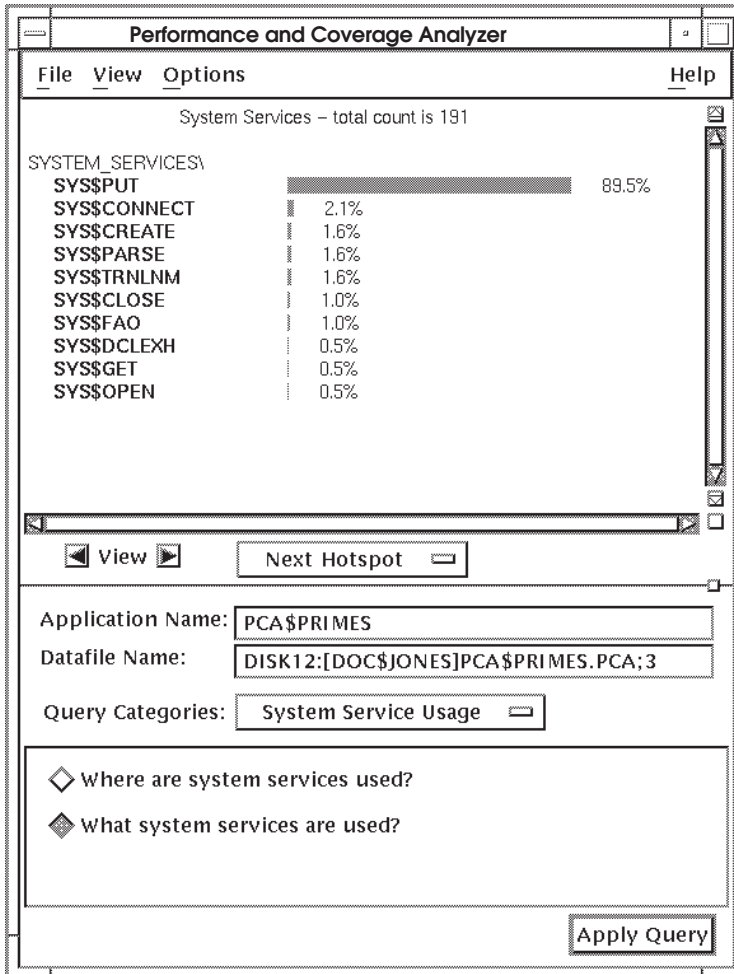 Performance and Coverage Analyzer
File View Options Help
System Services – total count is 191
SYSTEM_SERVICES\
SYS$PUT 89.5%
SYS$CONNECT 2.1%
SYS$CREATE 1.6%
SYS$PARSE 1.6%
SYS$TRNLNM 1.6%
SYS$CLOSE 1.0%
SYS$FAO 1.0%
SYS$DCLEXH 0.5%
SYS$GET 0.5%
SYS$OPEN 0.5%
View Next Hotspot
Application Name: PCA$PRIMES
Datafile Name: DISK12:[DOC$JONES]PCA$PRIMES.PCA;3
Query Categories: System Service Usage
Where are system services used?
What system services are used?
Apply Query